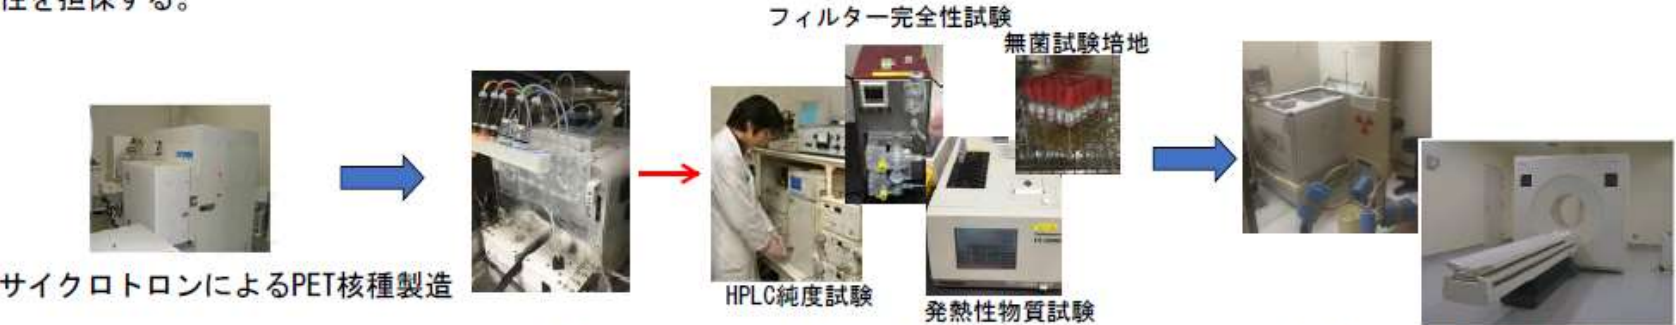 性を担保する。
フィルター完全性試験
無菌試験培地
サイクロトロンによるPET核種製造
HPLC純度試験
発熱性物質試験